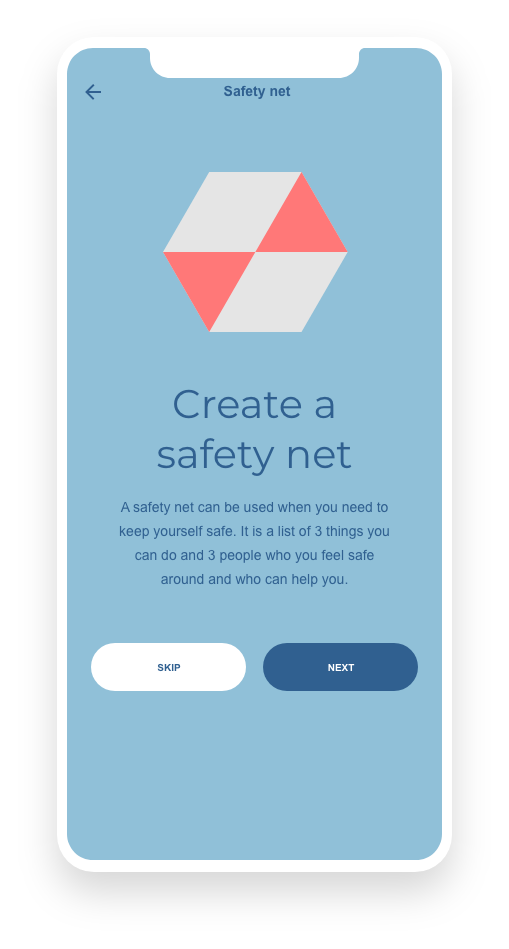 Safety net
Create a
safety net
A safety net can be used when you need to
keep yourself safe. It is a list of 3 things you
can do and 3 people who you feel safe
around and who can help you.
SKIP
NEXT